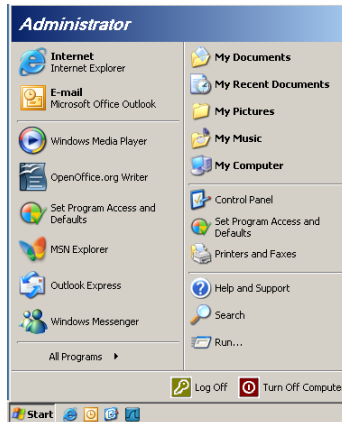 Administrator
Internet
Internet Explorer
E-mail
Microsoft Office Outlook
Windows Media Player
OpenOffice.org Writer
Set Program Access and
Defaults
MSN Explorer
Outlook Express
Windows Messenger
All Programs
My Documents
My Recent Documents
My Pictures
My Music
My Computer
Control Panel
Set Program Access and
Defaults
Printers and Faxes
Help and Support
Search
Run...
Log Off
Turn Off Compute
Start